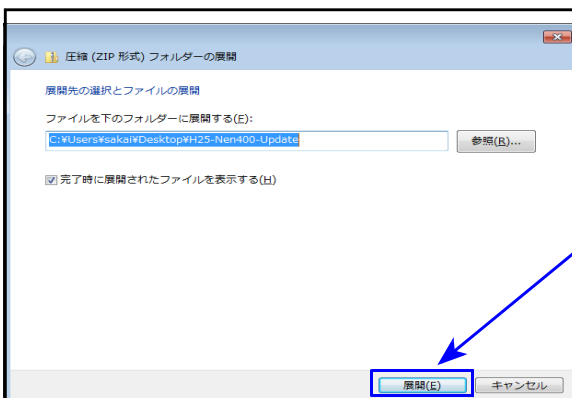 圧縮 (ZIP 形式) フォルダーの展開
展開先の選択とファイルの展開
ファイルを下のフォルダーに展開する(F):
C:¥Users¥sakai¥Desktop¥H25-Nen400-Update
参照(R)...
完了時に展開されたファイルを表示する(H)
展開(E)
キャンセル